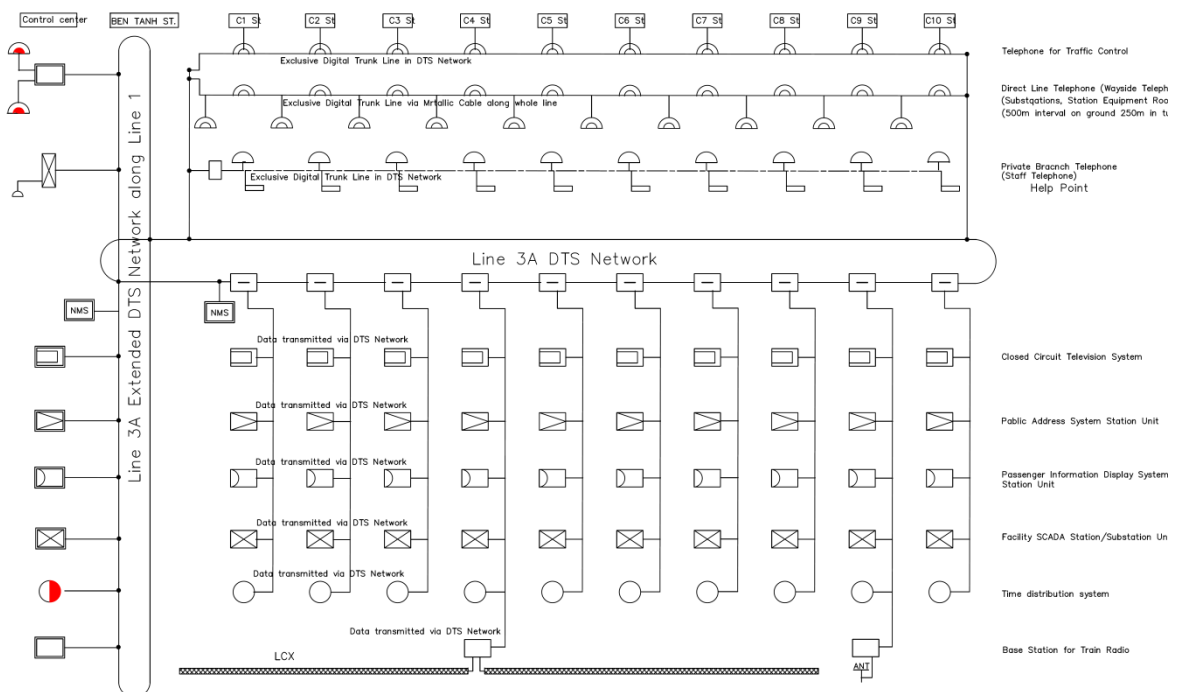 Control center
BEN TANH ST.
C1 St
C2 St
C3 St
C4 St
C5 St
C6 St
C7 St
C8 St
C9 St
C10 St
Exclusive Digital Trunk Line in DTS Network
Telephone for Traffic Control
Exclusive Digital Trunk Line via Mrtallic Cable along whole line
Direct Line Telephone (Wayside Teleph
(Substqations, Station Equipment Roo
(500m interval on ground 250m in tu
Exclusive Digital Trunk Line in DTS Network
Private Bracnch Telephone
(Staff Telephone)
Help Point
Line 3A Extended DTS Network along Line 1
Line 3A DTS Network
NMS
NMS
Data transmitted via DTS Network
Closed Circuit Television System
Data transmitted via DTS Network
Pablic Address System Station Unit
Data transmitted via DTS Network
Passenger Information Display System
Station Unit
Data transmitted via DTS Network
Facility SCADA Station/Substation Un
Data transmitted via DTS Network
Time distribution system
Data transmitted via DTS Network
LCX
ANT
Base Station for Train Radio